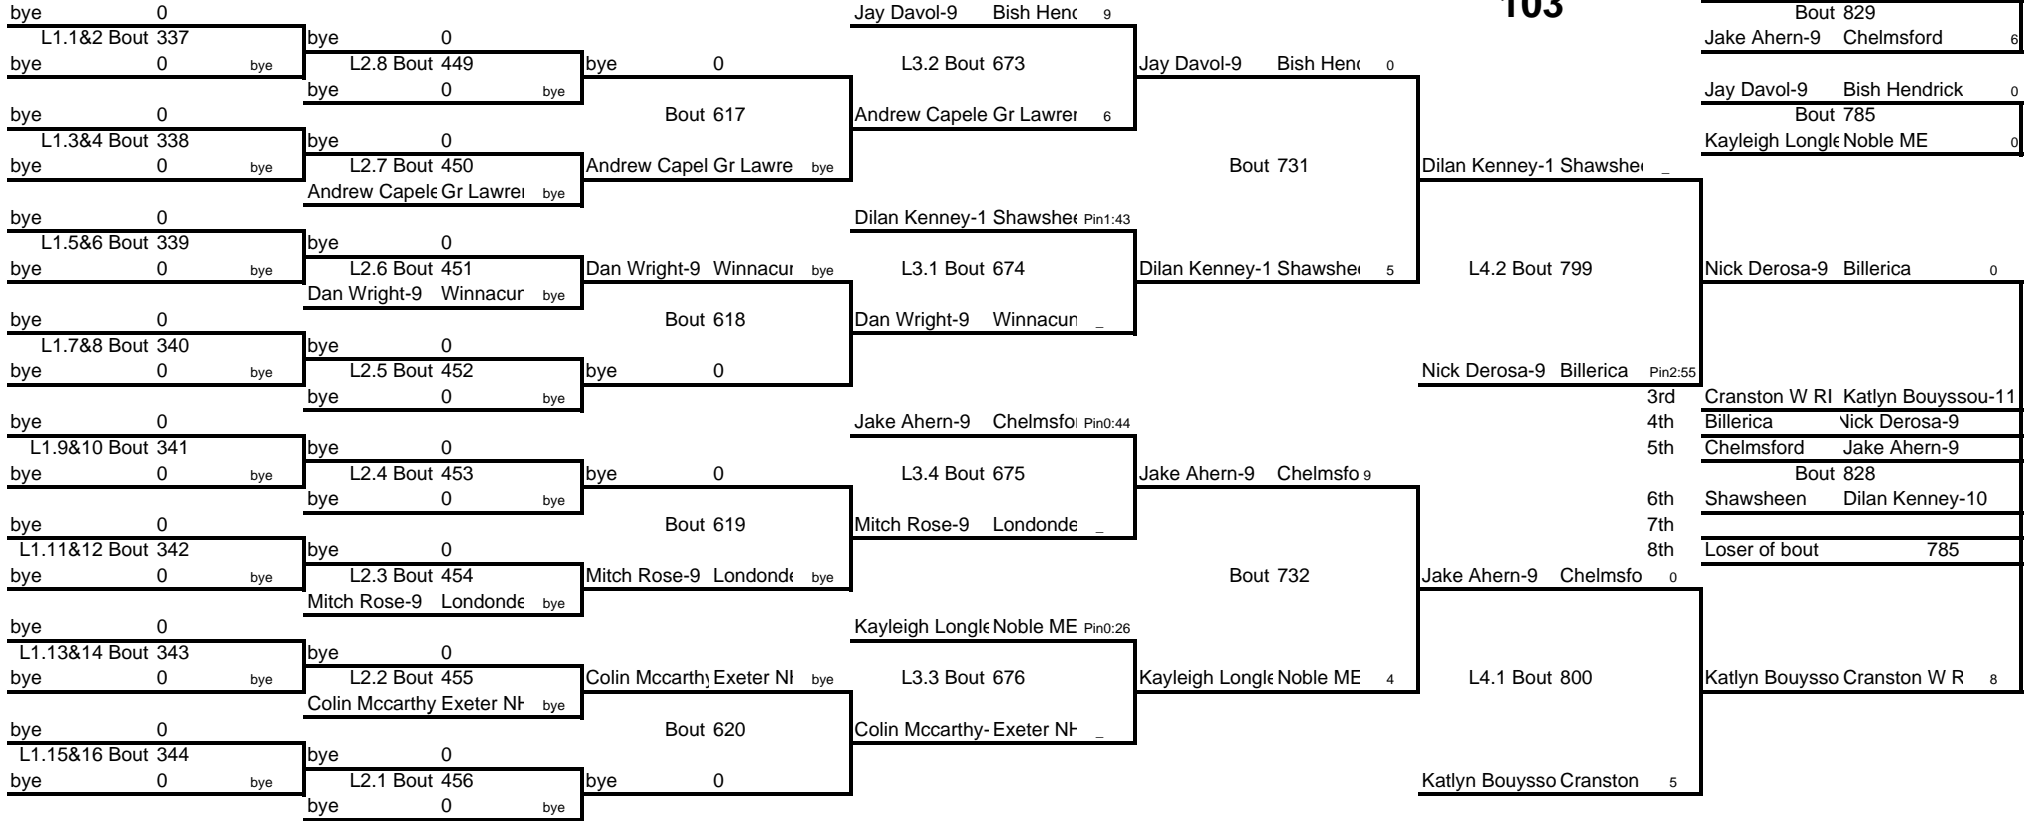 bye 0 Jay Davol-9 Bish Henc 9 103 Bout 829
L1.1&2 Bout 337 bye 0 Jake Ahern-9 Chelmsford 6
bye 0 bye L2.8 Bout 449 bye 0 L3.2 Bout 673 Jay Davol-9 Bish Hen 0
bye 0 bye Jay Davol-9 Bish Hendrick 0
bye 0 Bout 617 Andrew Capele Gr Lawrer 6 Bout 785
L1.3&4 Bout 338 bye 0 Kayleigh Longle Noble ME 0
bye 0 bye L2.7 Bout 450 Andrew Capel Gr Lawre bye Bout 731 Dilan Kenney-1 Shawshe _
Andrew Capele Gr Lawrer bye
bye 0 Dilan Kenney-1 Shawshee Pin1:43
L1.5&6 Bout 339 bye 0
bye 0 bye L2.6 Bout 451 Dan Wright-9 Winnacur bye L3.1 Bout 674 Dilan Kenney-1 Shawshe 5 L4.2 Bout 799 Nick Derosa-9 Billerica 0
Dan Wright-9 Winnacur bye
bye 0 Bout 618 Dan Wright-9 Winnacun _
L1.7&8 Bout 340 bye 0
bye 0 bye L2.5 Bout 452 bye 0 Nick Derosa-9 Billerica Pin2:55
bye 0 bye 3rd Cranston W RI Katlyn Bouyssou-11
bye 0 Jake Ahern-9 Chelmsfo Pin0:44 4th Billerica Nick Derosa-9
L1.9&10 Bout 341 bye 0 5th Chelmsford Jake Ahern-9
bye 0 bye L2.4 Bout 453 bye 0 L3.4 Bout 675 Jake Ahern-9 Chelmsfo 9 Bout 828
bye 0 bye 6th Shawsheen Dilan Kenney-10
bye 0 Bout 619 Mitch Rose-9 Londonde _ 7th
L1.11&12 Bout 342 bye 0 8th Loser of bout 785
bye 0 bye L2.3 Bout 454 Mitch Rose-9 Londonde bye Bout 732 Jake Ahern-9 Chelmsfo 0
Mitch Rose-9 Londonde bye
bye 0 Kayleigh Longle Noble ME Pin0:26
L1.13&14 Bout 343 bye 0
bye 0 bye L2.2 Bout 455 Colin Mccarthy Exeter NH bye L3.3 Bout 676 Kayleigh Longle Noble ME 4 L4.1 Bout 800 Katlyn Bouysso Cranston W R 8
Colin Mccarthy Exeter NH bye
bye 0 Bout 620 Colin Mccarthy- Exeter NH _
L1.15&16 Bout 344 bye 0
bye 0 bye L2.1 Bout 456 bye 0 Katlyn Bouysso Cranston 5
bye 0 bye